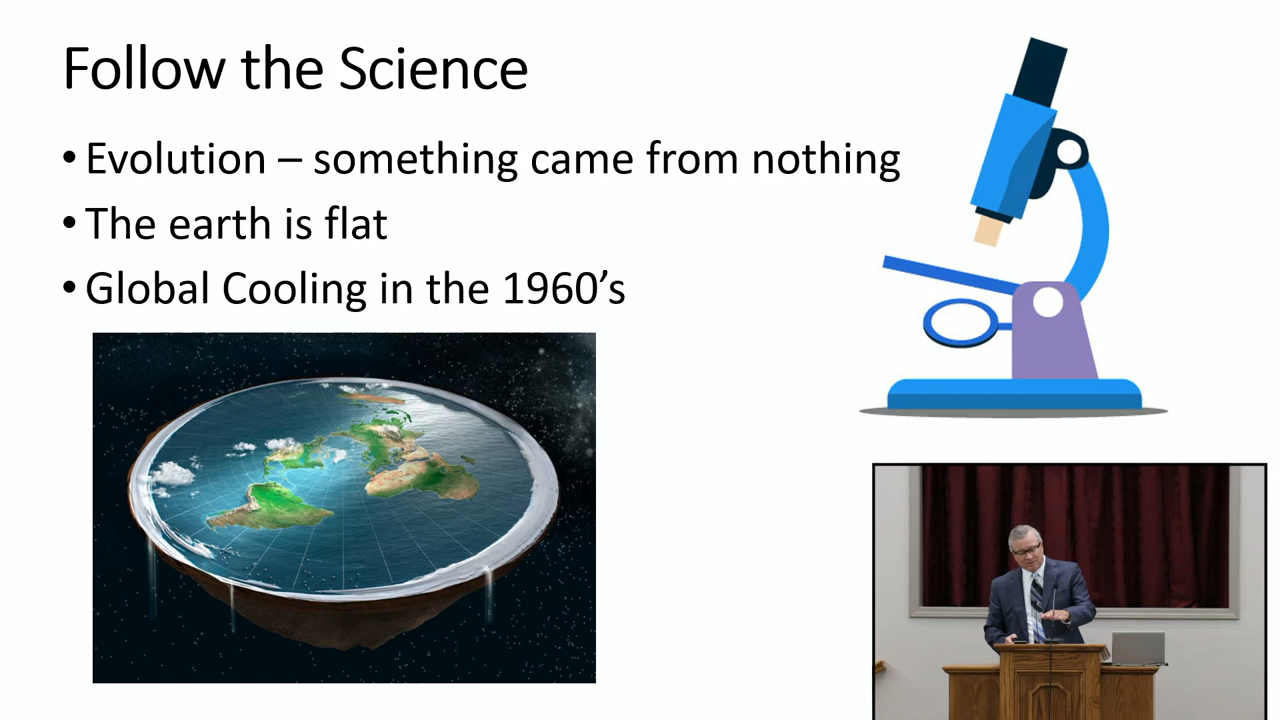 Follow the Science
• Evolution – something came from nothing
• The earth is flat
• Global Cooling in the 1960’s